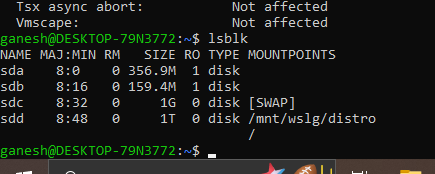 Tsx async abort: Not affected
Vmscape: Not affected
ganesh@DESKTOP-79N3772:~$ lsblk
NAME MAJ:MIN RM SIZE RO TYPE MOUNTPOINTS
sda 8:0 0 356.9M 1 disk
sdb 8:16 0 159.4M 1 disk
sdc 8:32 0 1G 0 disk [SWAP]
sdd 8:48 0 1T 0 disk /mnt/wslg/distro
/
ganesh@DESKTOP-79N3772:~$